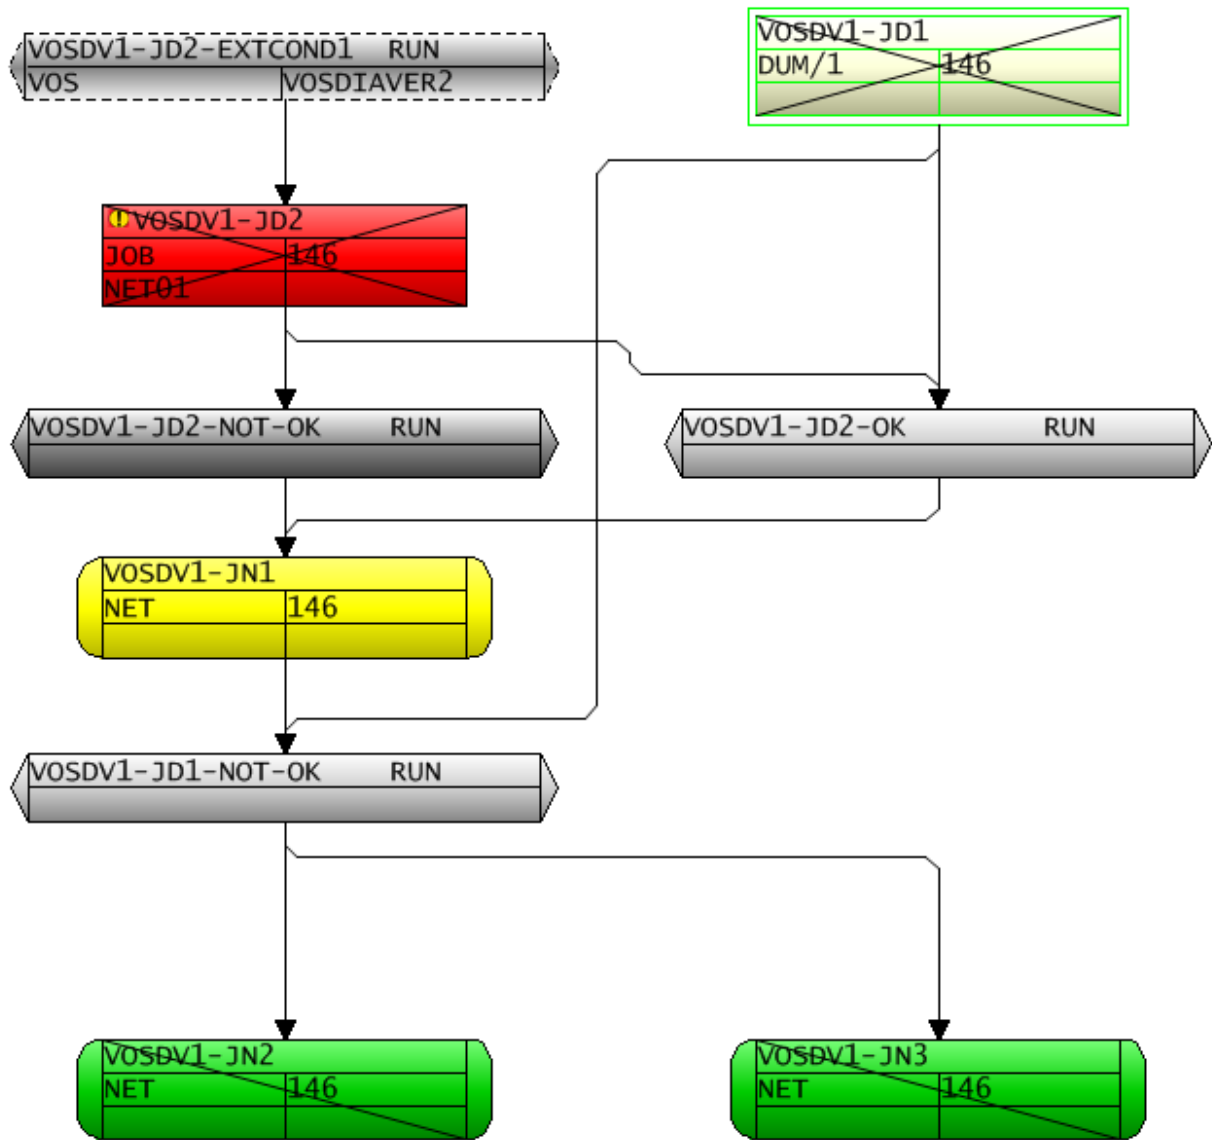 VOSDV1-JD2-EXTCOND1 RUN
VOS VOSDIAVER2
VOSDV1-JD1
DUM/1 146
! VOSDV1-JD2
JOB 146
NET01
VOSDV1-JD2-NOT-OK RUN
VOSDV1-JD2-OK RUN
VOSDV1-JN1
NET 146
VOSDV1-JD1-NOT-OK RUN
VOSDV1-JN2
NET 146
VOSDV1-JN3
NET 146